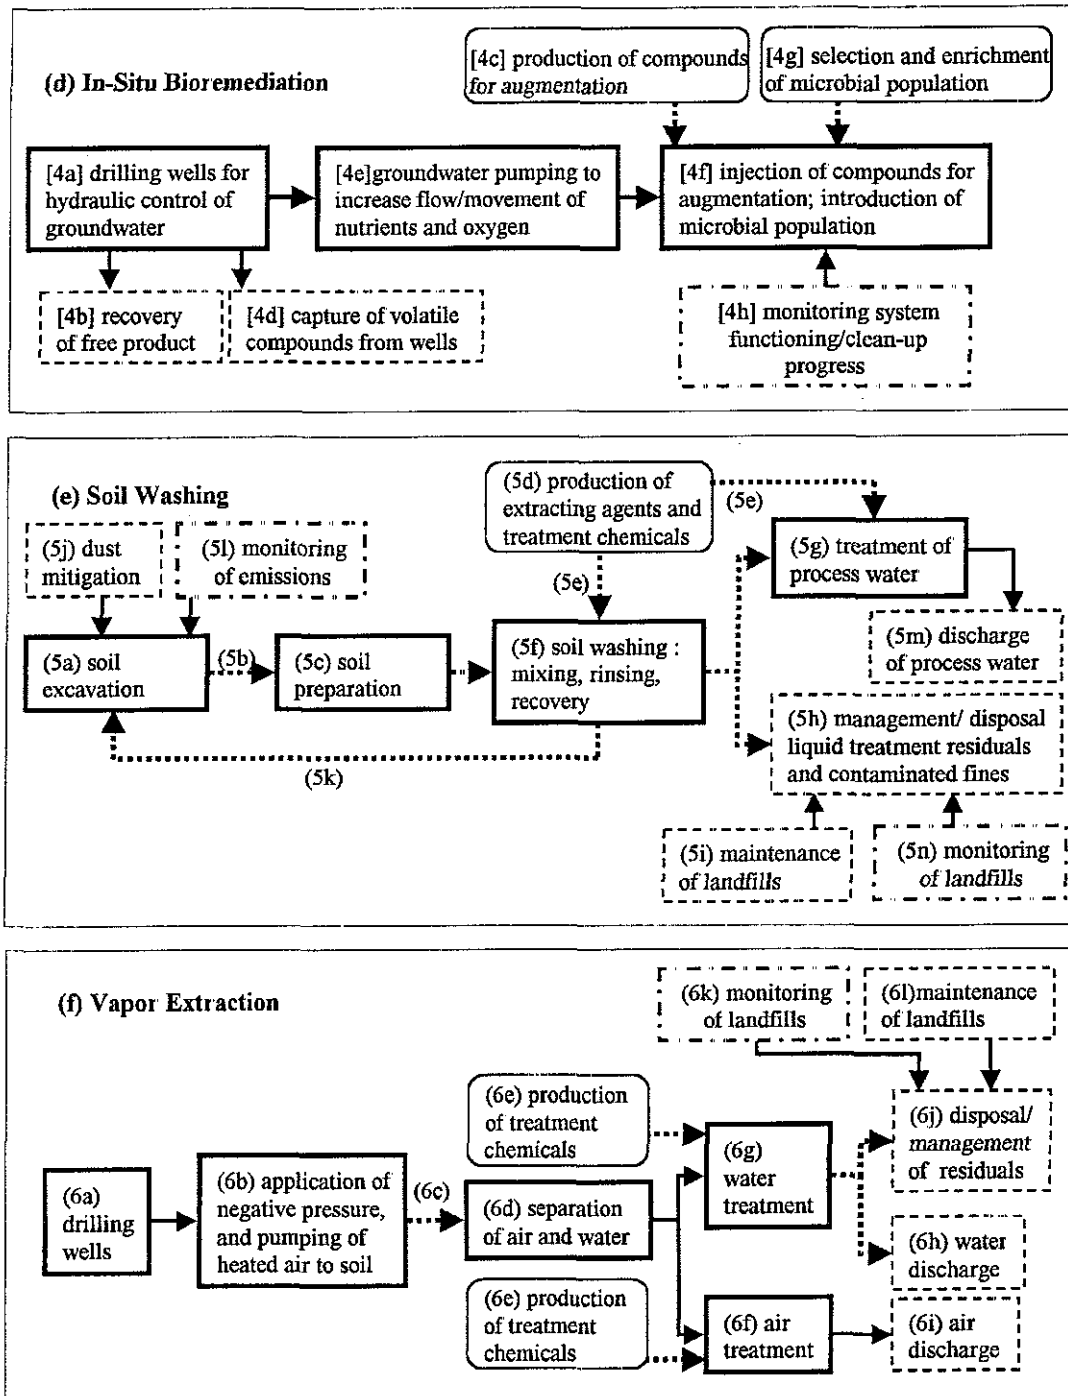 (d) In-Situ Bioremediation
[4c] production of compounds
for augmentation
[4g] selection and enrichment
of microbial population
[4a] drilling wells for
hydraulic control of
groundwater
[4e]groundwater pumping to
increase flow/movement of
nutrients and oxygen
[4f] injection of compounds for
augmentation; introduction of
microbial population
[4b] recovery
of free product
[4d] capture of volatile
compounds from wells
[4h] monitoring system
functioning/clean-up
progress
(e) Soil Washing
(5d) production of
extracting agents and
treatment chemicals
(5e)
(5j) dust
mitigation
(5l) monitoring
of emissions
(5g) treatment of
process water
(5e)
(5a) soil
excavation
(5b)
(5c) soil
preparation
(5f) soil washing :
mixing, rinsing,
recovery
(5m) discharge
of process water
(5h) management/ disposal
liquid treatment residuals
and contaminated fines
(5k)
(5i) maintenance
of landfills
(5n) monitoring
of landfills
(f) Vapor Extraction
(6k) monitoring
of landfills
(6l)maintenance
of landfills
(6e) production
of treatment
chemicals
(6j) disposal/
management
of residuals
(6g)
water
treatment
(6a)
drilling
wells
(6b) application of
negative pressure,
and pumping of
heated air to soil
(6c)
(6d) separation
of air and water
(6h) water
discharge
(6e) production
of treatment
chemicals
(6f) air
treatment
(6i) air
discharge